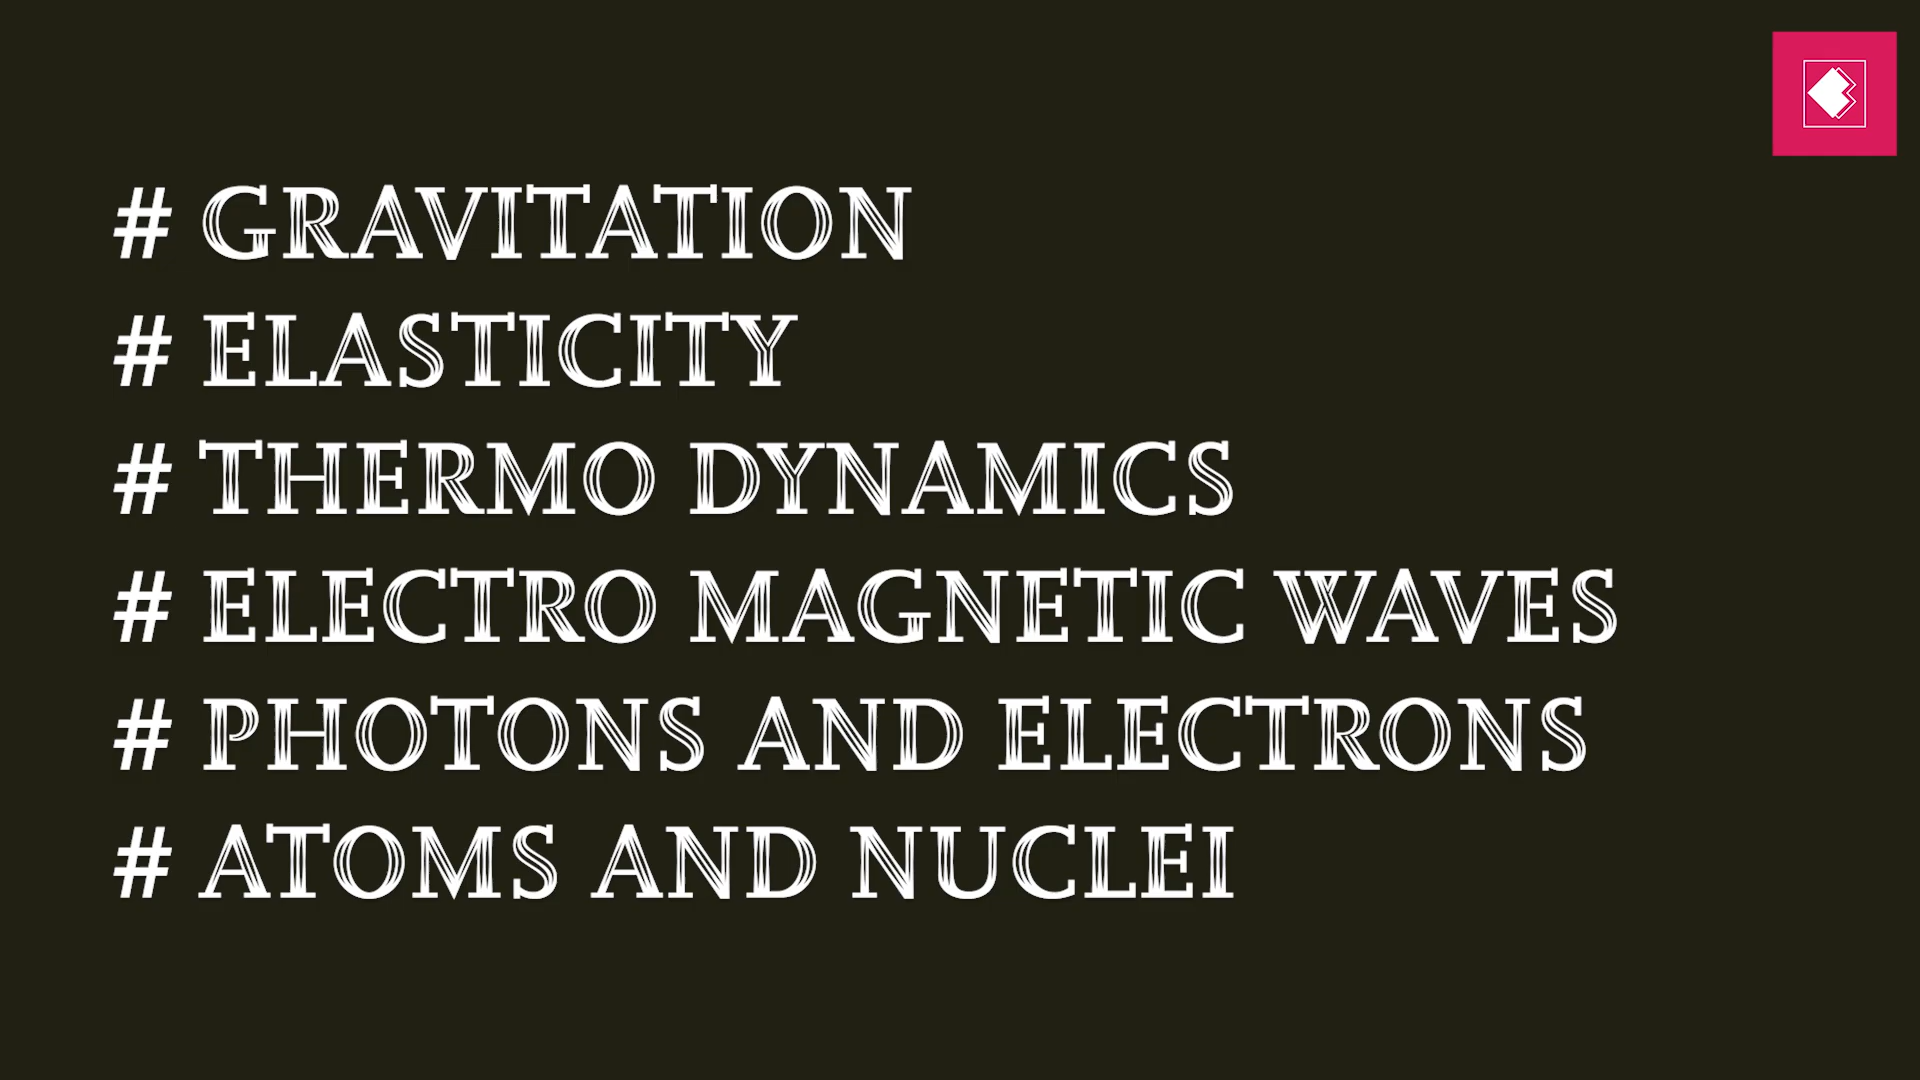 # GRAVITATION
# ELASTICITY
# THERMO DYNAMICS
# ELECTRO MAGNETIC WAVES
# PHOTONS AND ELECTRONS
# ATOMS AND NUCLEI